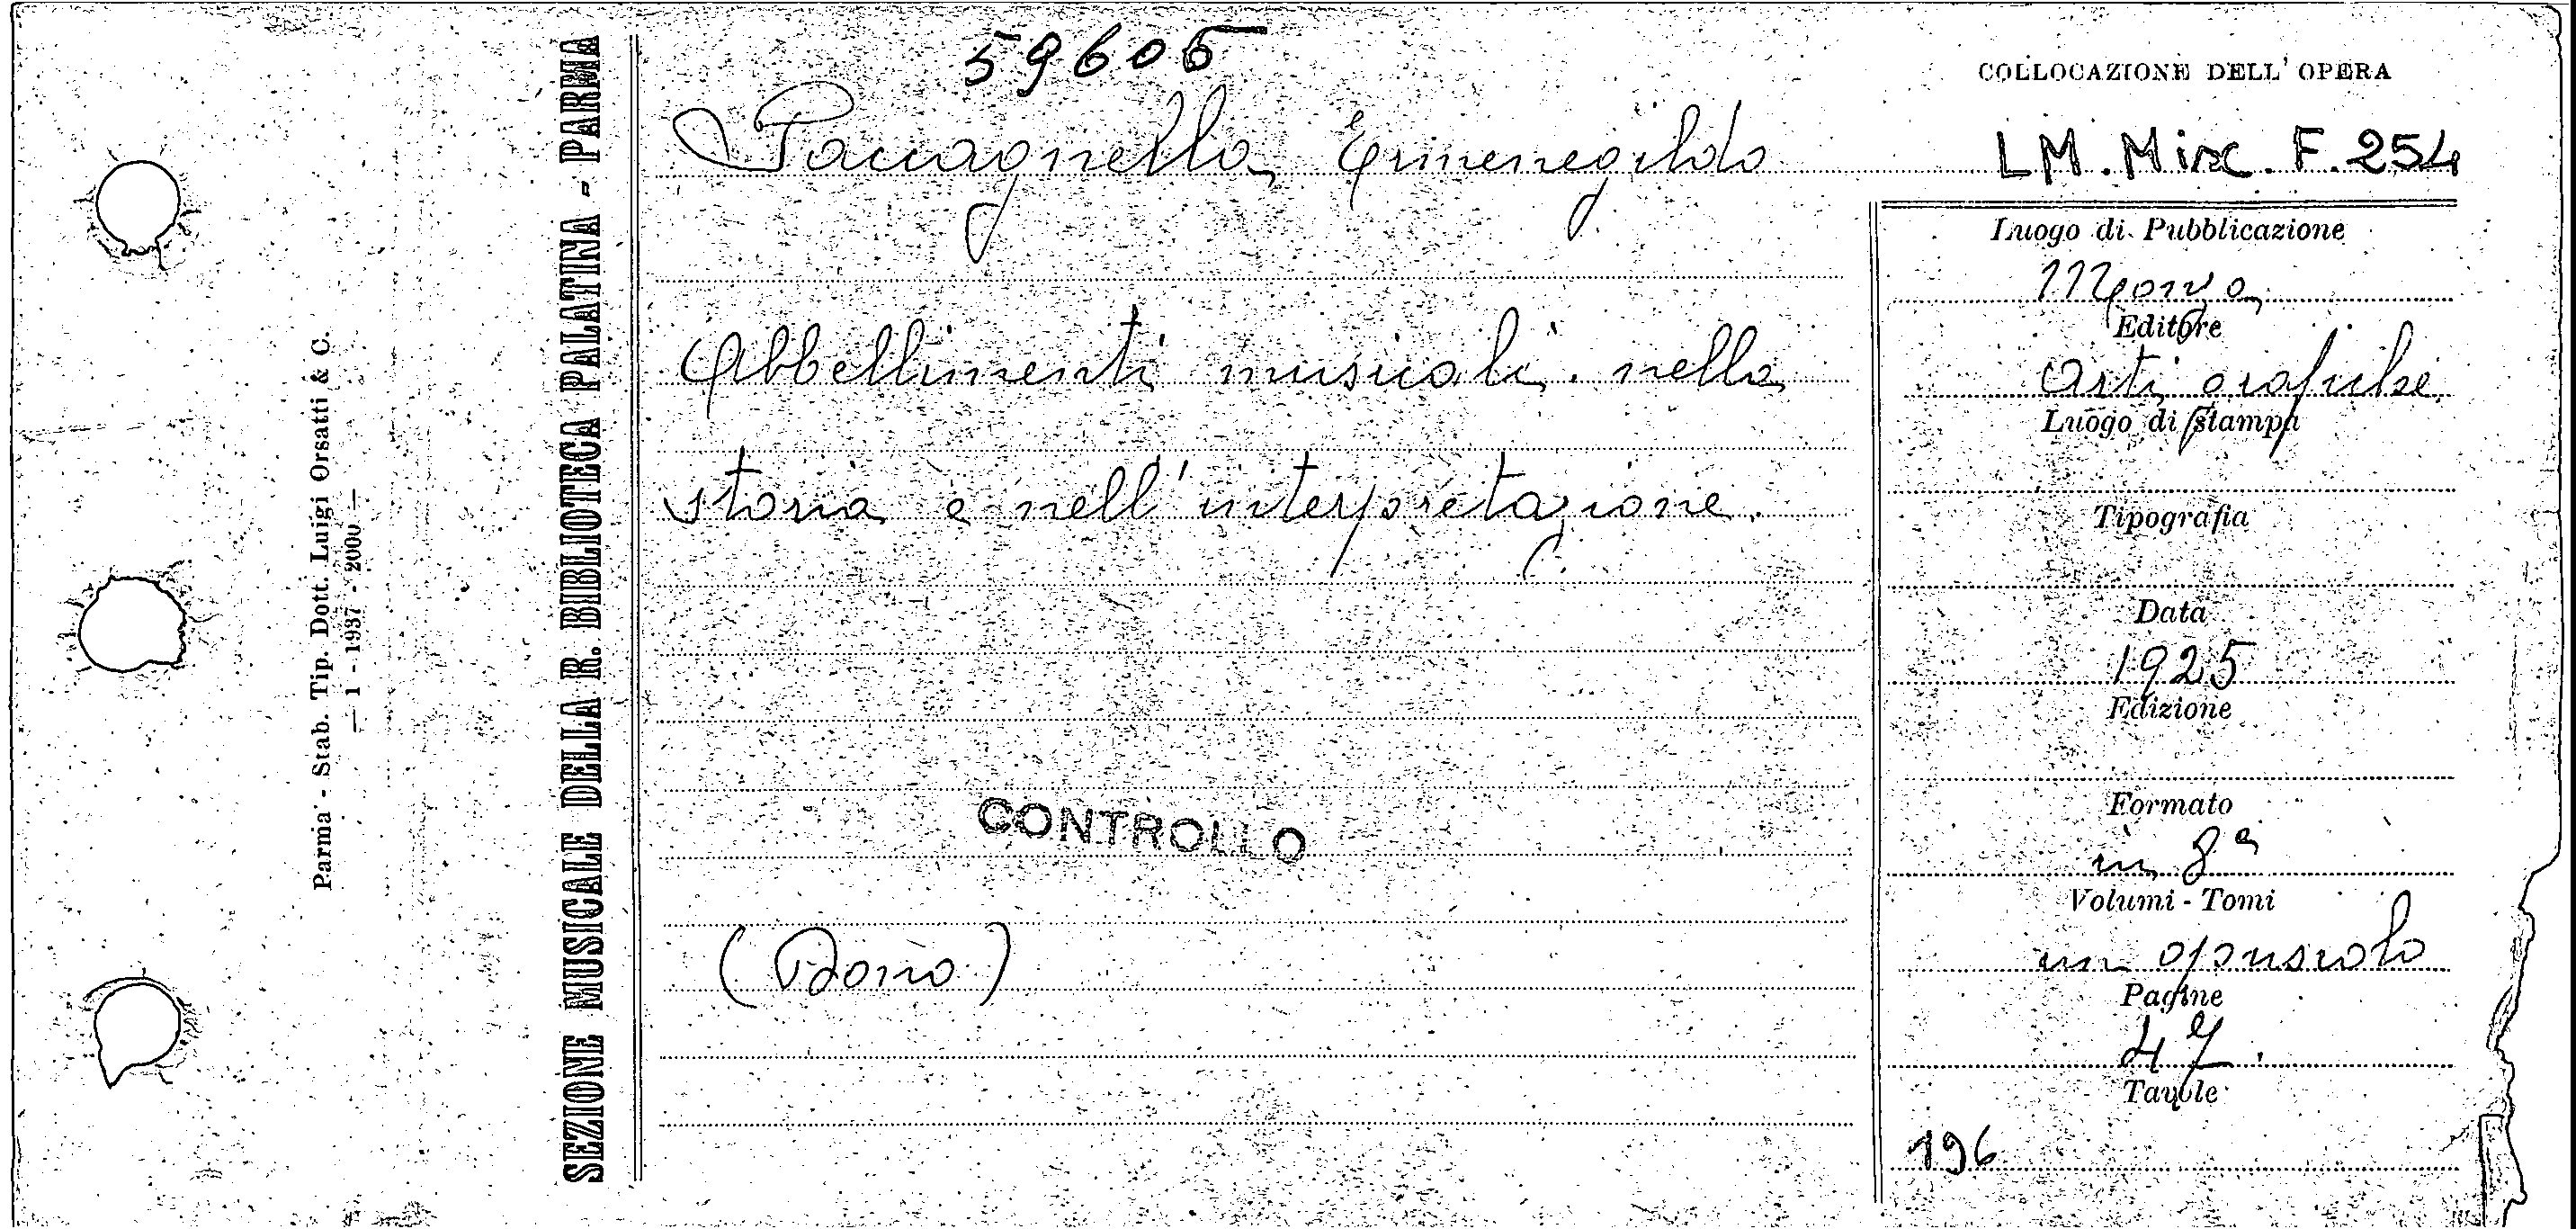 59605
COLLOCAZIONE DELL' OPERA
Paccagnella Ermenegildo
LM. Misc. F. 254
Luogo di Pubblicazione
Editore
Abbellimenti musicali nella
Arti grafiche
Luogo di stampa
storia e nell'interpretazione.
Tipografia
Data
1925
Edizione
CONTROLLO
Formato
in 8°
Volumi - Tomi
(Dono)
un opuscolo
Pagine
47.
Tavole
196
SEZIONE MUSICALE DELLA R. BIBLIOTECA PALATINA - PARMA
Parma - Stab. Tip. Dott. Luigi Orsatti & C.
— 1 - 1937 - 2000 —